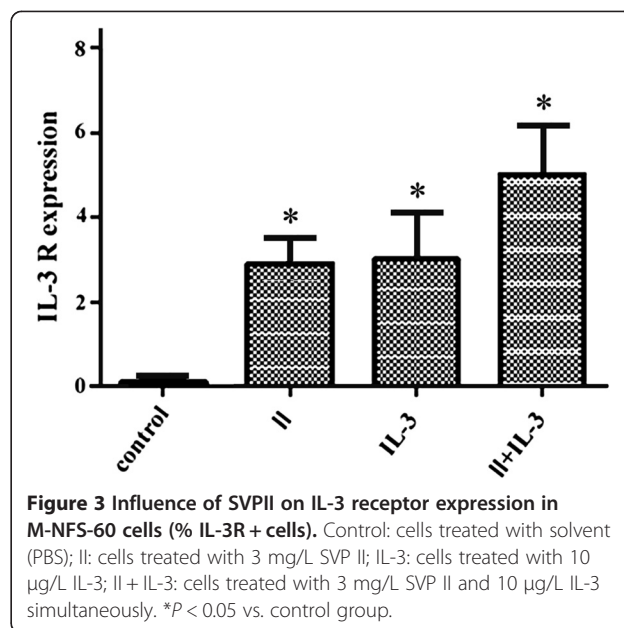 8
6
4
2
0
IL-3 R expression
*
*
*
control
II
IL-3
II+IL-3
Figure 3 Influence of SVPII on IL-3 receptor expression in
M-NFS-60 cells (% IL-3R + cells). Control: cells treated with solvent
(PBS); II: cells treated with 3 mg/L SVP II; IL-3: cells treated with 10
μg/L IL-3; II + IL-3: cells treated with 3 mg/L SVP II and 10 μg/L IL-3
simultaneously. *P < 0.05 vs. control group.